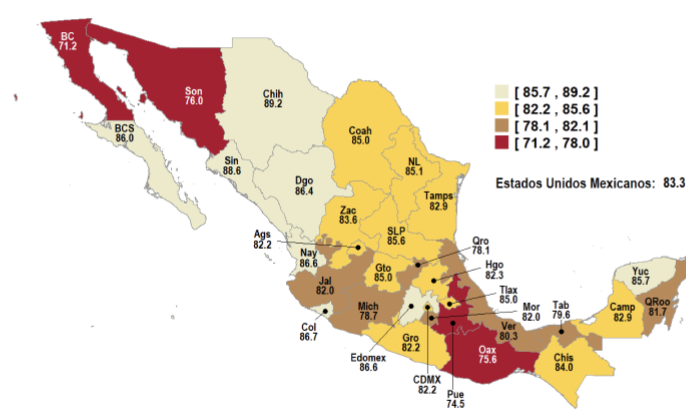 BC
71.2
Son
76.0
Chih
89.2
[ 85.7 , 89.2 ]
[ 82.2 , 85.6 ]
[ 78.1 , 82.1 ]
[ 71.2 , 78.0 ]
BCS
86.0
Coah
85.0
Sin
88.6
NL
85.1
Dgo
86.4
Estados Unidos Mexicanos: 83.3
Tamps
82.9
Zac
83.6
Ags
82.2
SLP
85.6
Qro
78.1
Nay
86.6
Gto
85.0
Hgo
82.3
Yuc
85.7
Jal
82.0
Tlax
85.0
Mich
78.7
Mor
82.0
Tab
79.6
Camp
82.9
QRoo
81.7
Col
86.7
Ver
80.3
Gro
82.2
Edomex
86.6
Oax
75.6
Chis
84.0
CDMX
82.2
Pue
74.5